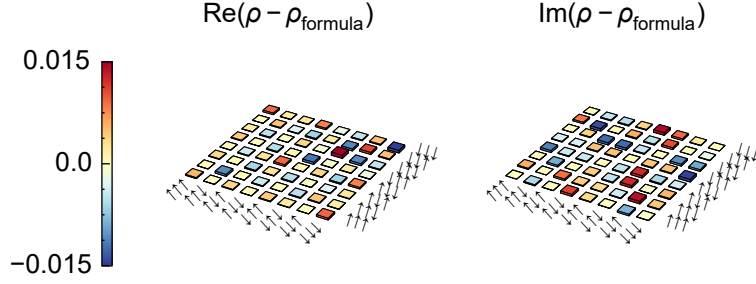 Re(ρ − ρformula)
Im(ρ − ρformula)
0.015
0.0
−0.015